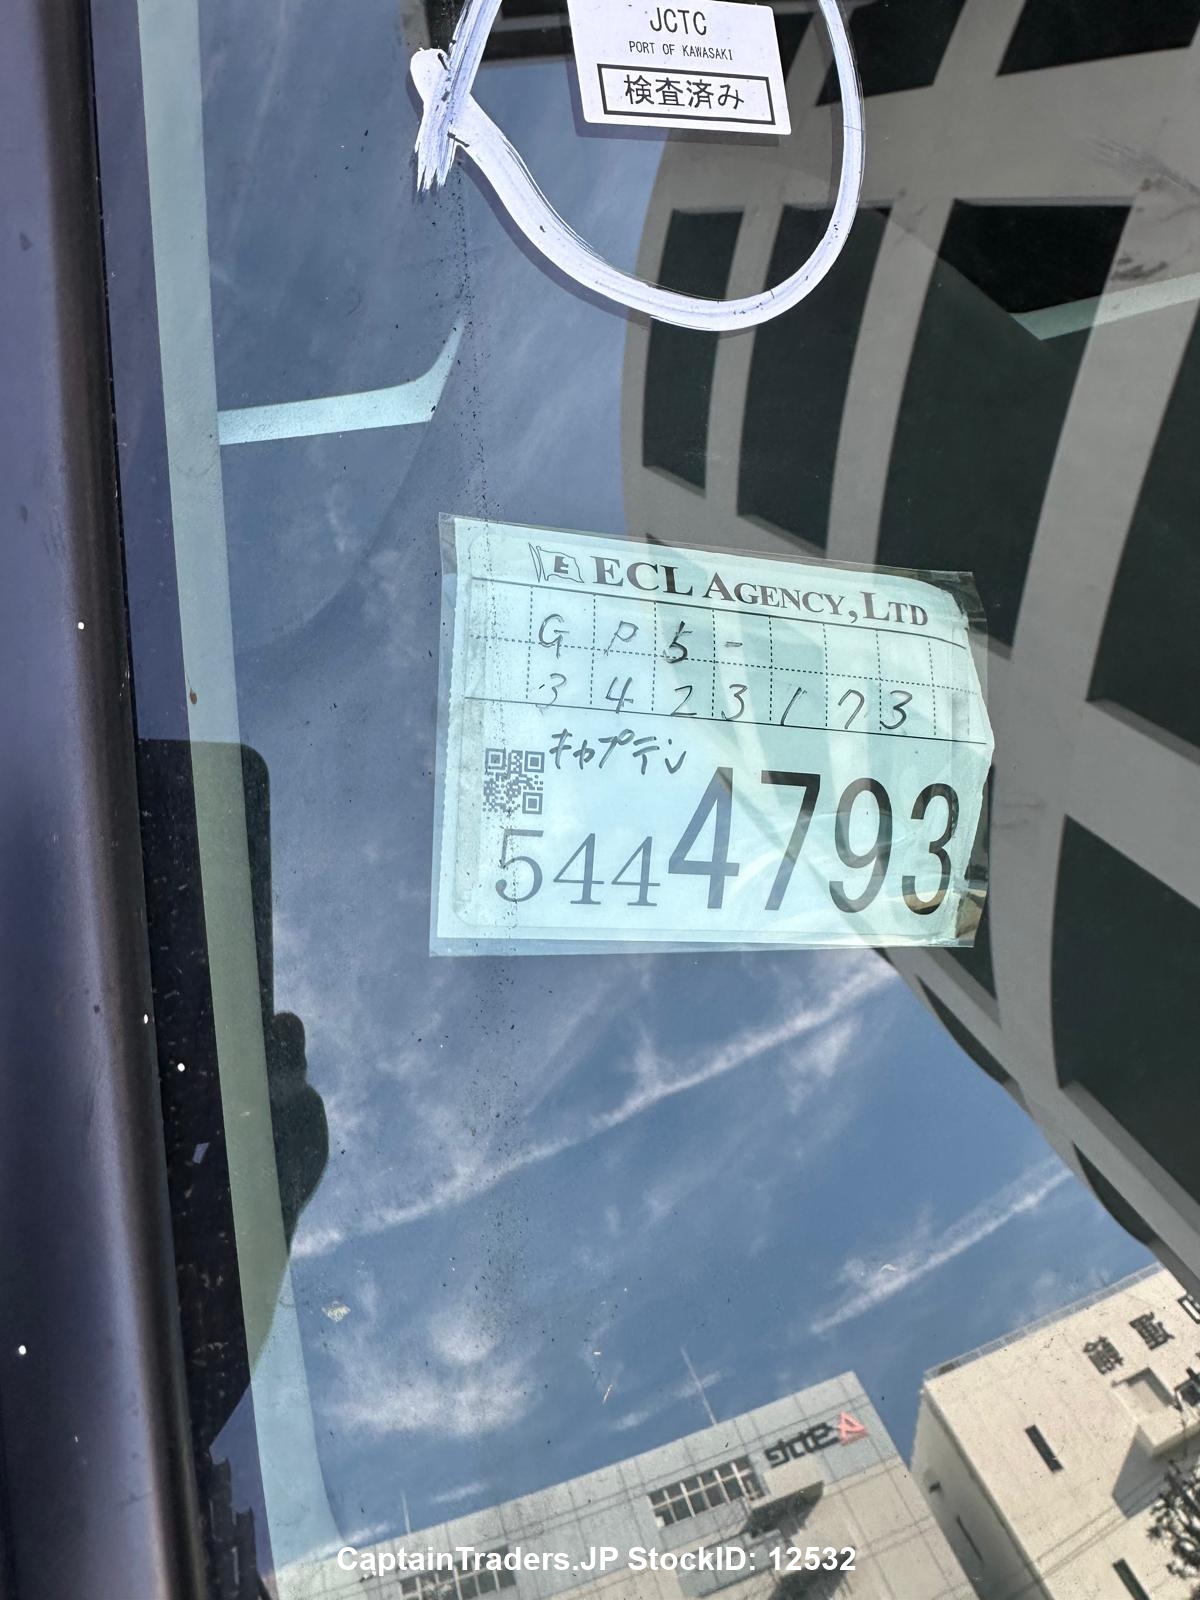 JCTC
PORT OF KAWASAKI
検査済み
E ECL AGENCY, LTD
GP5-
3423173
キャプテン
5444793
CaptainTraders.JP StockID: 12532